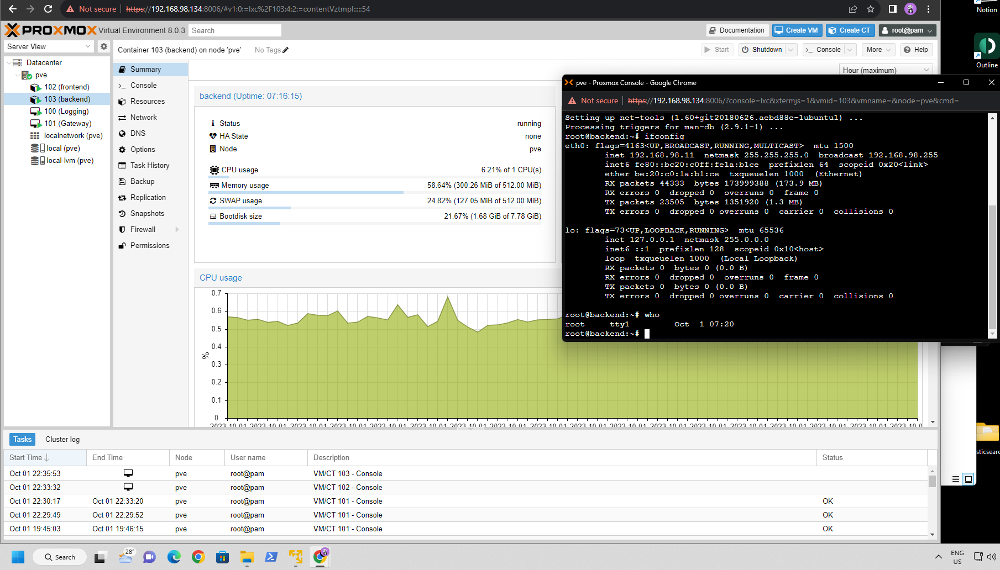 Not secure https://192.168.98.134:8006/#v1:0:=lxc%2F103:4:2:=contentVztmpl:::::54
Notion
PROXMOX Virtual Environment 8.0.3 Search
Documentation Create VM Create CT root@pam
Server View
Container 103 (backend) on node 'pve' No Tags
Start Shutdown Console More Help
Outline
Datacenter
pve
102 (frontend)
103 (backend)
100 (Logging)
101 (Gateway)
localnetwork (pve)
local (pve)
local-lvm (pve)
Summary
Console
Resources
Network
DNS
Options
Task History
Backup
Replication
Snapshots
Firewall
Permissions
Hour (maximum)
backend (Uptime: 07:16:15)
Status running
HA State none
Node pve
CPU usage 6.21% of 1 CPU(s)
Memory usage 58.64% (300.26 MiB of 512.00 MiB)
SWAP usage 24.82% (127.05 MiB of 512.00 MiB)
Bootdisk size 21.67% (1.68 GiB of 7.78 GiB)
CPU usage
0.7
0.6
0.5
0.4
%
0.3
0.2
0.1
0
2023-10-01 2023-10-01 2023-10-01 2023-10-01 2023-10-01 2023-10-01 2023-10-01 2023-10-01 2023-10-01 2023-10-01 2023-10-01 2023-10-01 2023-10-01 2023-10-01 2023-10-01 2023-10-01 2023-10-01 2023-10-0
pve - Proxmox Console - Google Chrome
Not secure https://192.168.98.134:8006/?console=lxc&xtermjs=1&vmid=103&vmname=&node=pve&cmd=
Setting up net-tools (1.60+git20180626.aebd88e-1ubuntu1) ...
Processing triggers for man-db (2.9.1-1) ...
root@backend:~# ifconfig
eth0: flags=4163<UP,BROADCAST,RUNNING,MULTICAST> mtu 1500
inet 192.168.98.11 netmask 255.255.255.0 broadcast 192.168.98.255
inet6 fe80::bc20:c0ff:fe1a:b1ce prefixlen 64 scopeid 0x20<link>
ether be:20:c0:1a:b1:ce txqueuelen 1000 (Ethernet)
RX packets 44333 bytes 173999388 (173.9 MB)
RX errors 0 dropped 0 overruns 0 frame 0
TX packets 23505 bytes 1351920 (1.3 MB)
TX errors 0 dropped 0 overruns 0 carrier 0 collisions 0
lo: flags=73<UP,LOOPBACK,RUNNING> mtu 65536
inet 127.0.0.1 netmask 255.0.0.0
inet6 ::1 prefixlen 128 scopeid 0x10<host>
loop txqueuelen 1000 (Local Loopback)
RX packets 0 bytes 0 (0.0 B)
RX errors 0 dropped 0 overruns 0 frame 0
TX packets 0 bytes 0 (0.0 B)
TX errors 0 dropped 0 overruns 0 carrier 0 collisions 0
root@backend:~# who
root tty1 Oct 1 07:20
root@backend:~#
Tasks Cluster log
Start Time End Time Node User name Description Status
Oct 01 22:35:53 pve root@pam VM/CT 103 - Console
Oct 01 22:33:32 pve root@pam VM/CT 102 - Console
Oct 01 22:30:17 Oct 01 22:33:20 pve root@pam VM/CT 101 - Console OK
Oct 01 22:29:49 Oct 01 22:29:52 pve root@pam VM/CT 101 - Console OK
Oct 01 19:45:03 Oct 01 19:46:15 pve root@pam VM/CT 101 - Console OK
sticsearc
Search 28° ENG
US